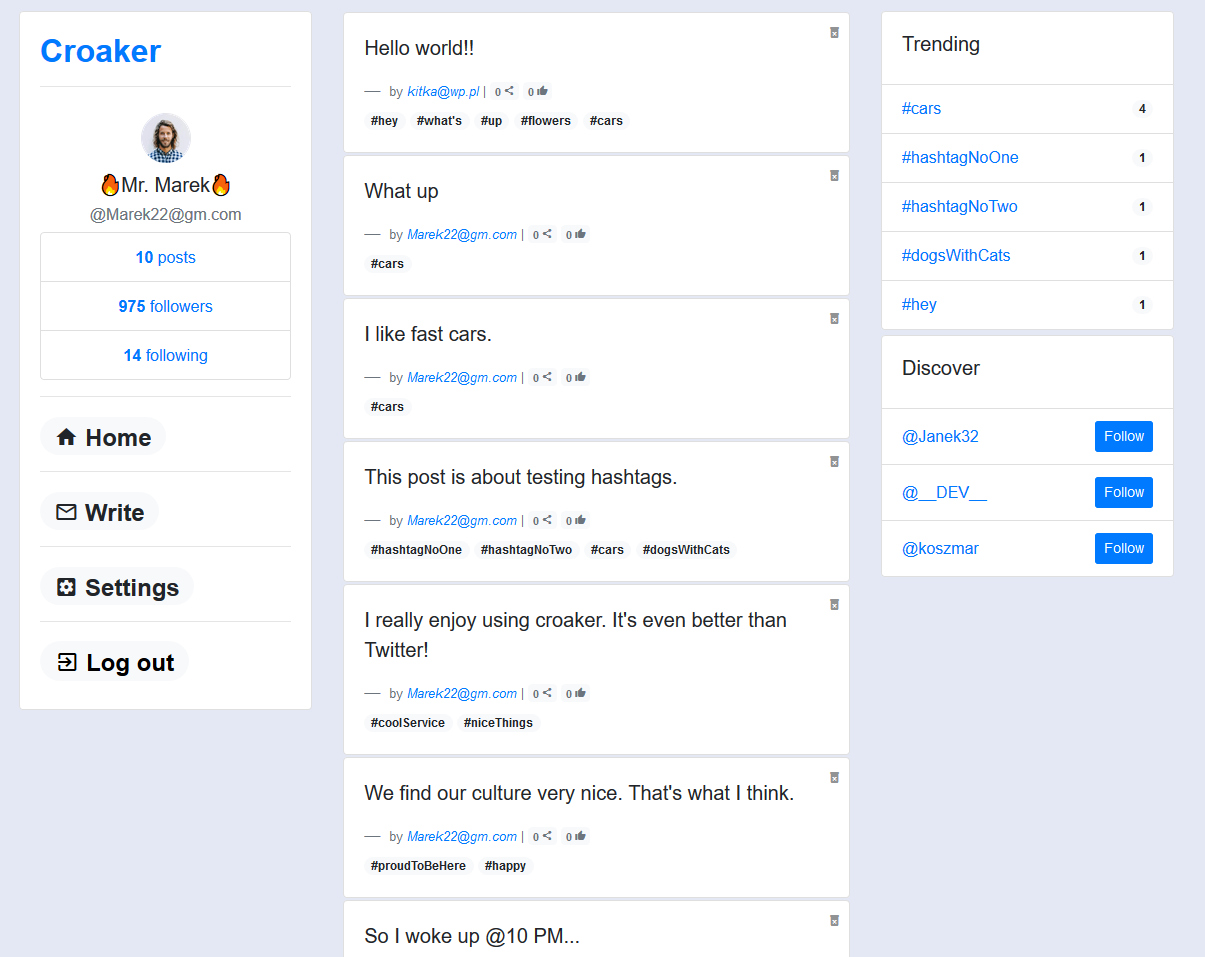 Croaker
🔥Mr. Marek🔥
@Marek22@gm.com
10 posts
975 followers
14 following
Home
Write
Settings
Log out
Hello world!!
— by kitka@wp.pl | 0 0
#hey #what's #up #flowers #cars
What up
— by Marek22@gm.com | 0 0
#cars
I like fast cars.
— by Marek22@gm.com | 0 0
#cars
This post is about testing hashtags.
— by Marek22@gm.com | 0 0
#hashtagNoOne #hashtagNoTwo #cars #dogsWithCats
I really enjoy using croaker. It's even better than
Twitter!
— by Marek22@gm.com | 0 0
#coolService #niceThings
We find our culture very nice. That's what I think.
— by Marek22@gm.com | 0 0
#proudToBeHere #happy
So I woke up @10 PM...
Trending
#cars 4
#hashtagNoOne 1
#hashtagNoTwo 1
#dogsWithCats 1
#hey 1
Discover
@Janek32 Follow
@__DEV__ Follow
@koszmar Follow